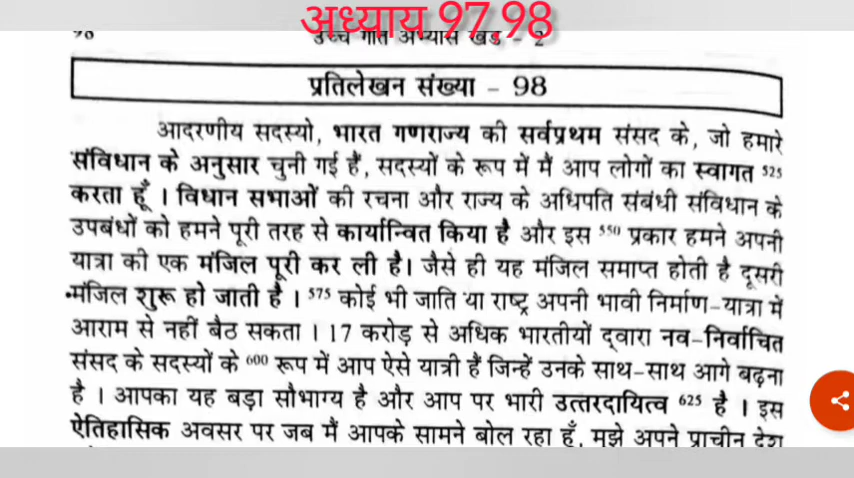 अध्याय 97,98
98 उच्च गति अभ्यास खंड - 2
प्रतिलेखन संख्या - 98
आदरणीय सदस्यो, भारत गणराज्य की सर्वप्रथम संसद के, जो हमारे
संविधान के अनुसार चुनी गई है, सदस्यों के रूप में मैं आप लोगों का स्वागत 525
करता हूँ । विधान सभाओं की रचना और राज्य के अधिपति संबंधी संविधान के
उपबंधों को हमने पूरी तरह से कार्यान्वित किया है और इस 550 प्रकार हमने अपनी
यात्रा की एक मंजिल पूरी कर ली है। जैसे ही यह मंजिल समाप्त होती है दूसरी
मंजिल शुरू हो जाती है । 575 कोई भी जाति या राष्ट्र अपनी भावी निर्माण-यात्रा में
आराम से नहीं बैठ सकता । 17 करोड़ से अधिक भारतीयों द्वारा नव-निर्वाचित
संसद के सदस्यों के 600 रूप में आप ऐसे यात्री हैं जिन्हें उनके साथ-साथ आगे बढ़ना
है । आपका यह बड़ा सौभाग्य है और आप पर भारी उत्तरदायित्व 625 है । इस
ऐतिहासिक अवसर पर जब मैं आपके सामने बोल रहा हूँ, मुझे अपने प्राचीन देश